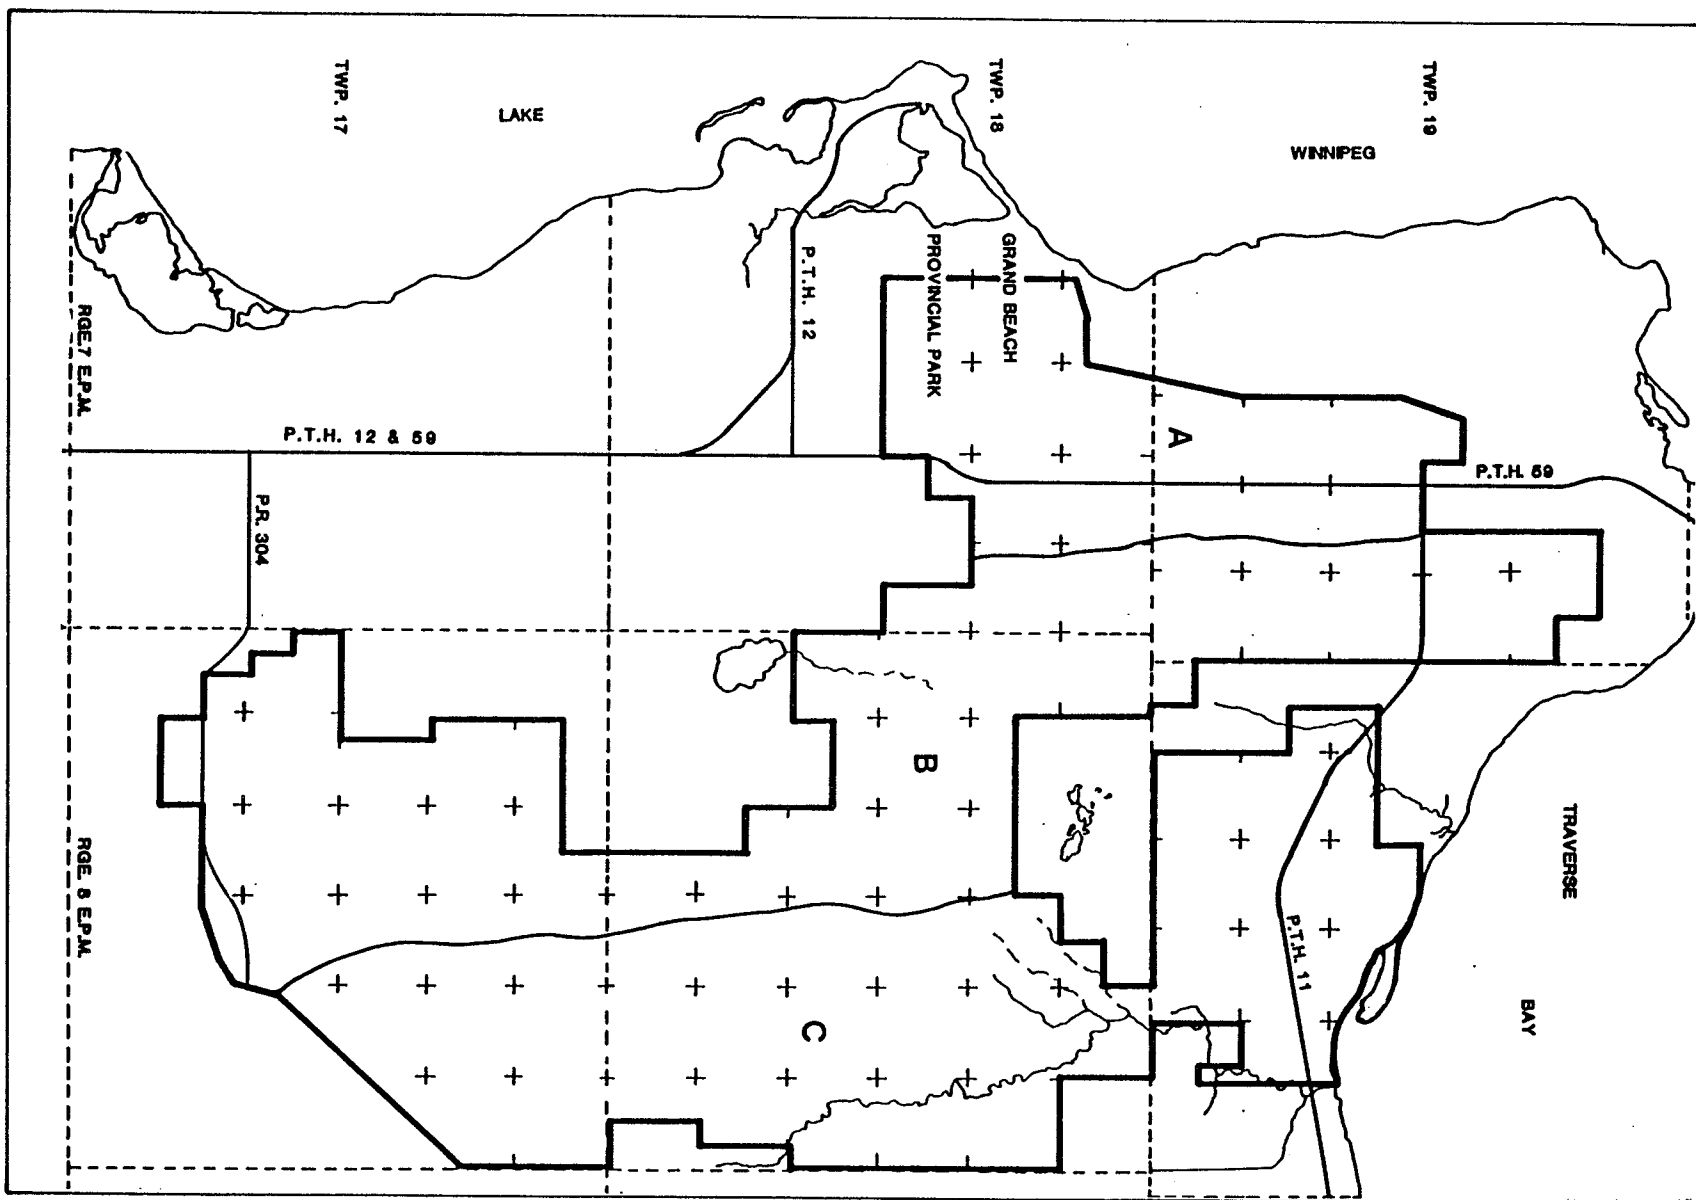 TWP. 17
LAKE
TWP. 18
TWP. 19
WINNIPEG
GRAND BEACH
PROVINCIAL PARK
P.T.H. 12
RGE. 7 E.P.M.
P.T.H. 12 & 59
A
P.T.H. 59
P.R. 304
B
TRAVERSE
RGE. 8 E.P.M.
P.T.H. 11
BAY
C